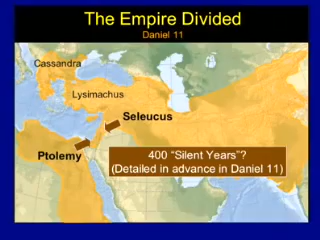 The Empire Divided
Daniel 11
Cassandra
Lysimachus
Seleucus
Ptolemy
400 “Silent Years”?
(Detailed in advance in Daniel 11)